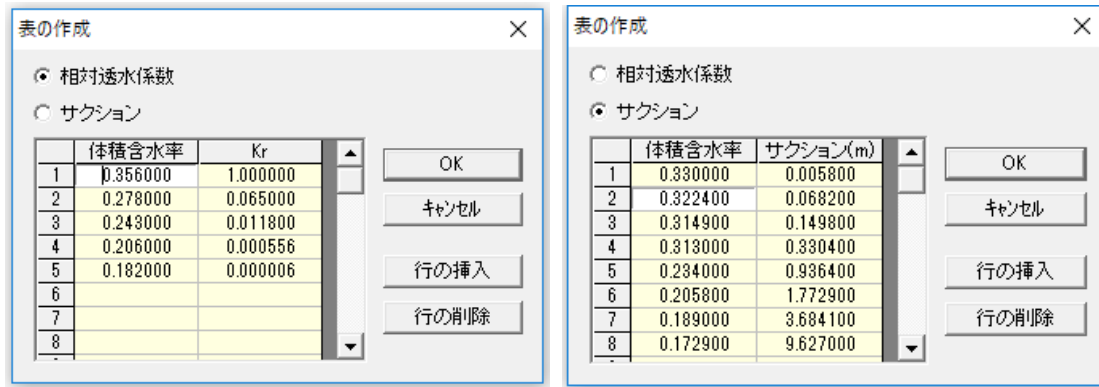 表の作成
相対透水係数
サクション
体積含水率 Kr
1 0.356000 1.000000
2 0.278000 0.065000
3 0.243000 0.011800
4 0.206000 0.000556
5 0.182000 0.000006
6
7
8
OK
キャンセル
行の挿入
行の削除
表の作成
相対透水係数
サクション
体積含水率 サクション(m)
1 0.330000 0.005800
2 0.322400 0.068200
3 0.314900 0.149800
4 0.313000 0.330400
5 0.234000 0.936400
6 0.205800 1.772900
7 0.189000 3.684100
8 0.172900 9.627000
OK
キャンセル
行の挿入
行の削除